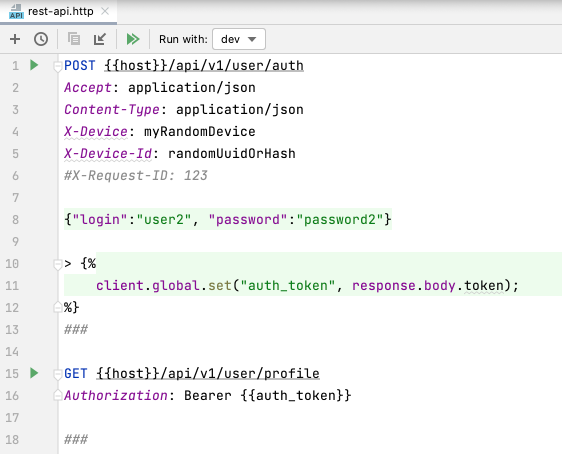 rest-api.http
API
Run with: dev
1 POST {{host}}/api/v1/user/auth
2 Accept: application/json
3 Content-Type: application/json
4 X-Device: myRandomDevice
5 X-Device-Id: randomUuidOrHash
6 #X-Request-ID: 123
7
8 {"login":"user2", "password":"password2"}
9
10 > {%
11 client.global.set("auth_token", response.body.token);
12 %}
13 ###
14
15 GET {{host}}/api/v1/user/profile
16 Authorization: Bearer {{auth_token}}
17
18 ###